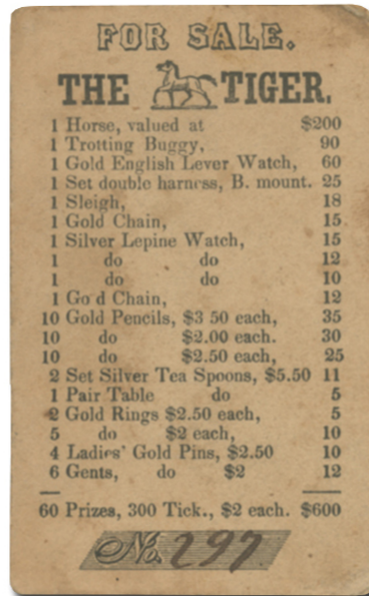 FOR SALE.
THE TIGER.
1 Horse, valued at $200
1 Trotting Buggy, 90
1 Gold English Lever Watch, 60
1 Set double harness, B. mount. 25
1 Sleigh, 18
1 Gold Chain, 15
1 Silver Lepine Watch, 15
1 do do 12
1 do do 10
1 Go d Chain, 12
10 Gold Pencils, $3 50 each, 35
10 do $2.00 each. 30
10 do $2.50 each, 25
2 Set Silver Tea Spoons, $5.50 11
1 Pair Table do 5
2 Gold Rings $2.50 each, 5
5 do $2 each, 10
4 Ladies' Gold Pins, $2.50 10
6 Gents, do $2 12
60 Prizes, 300 Tick., $2 each. $600
No. 297